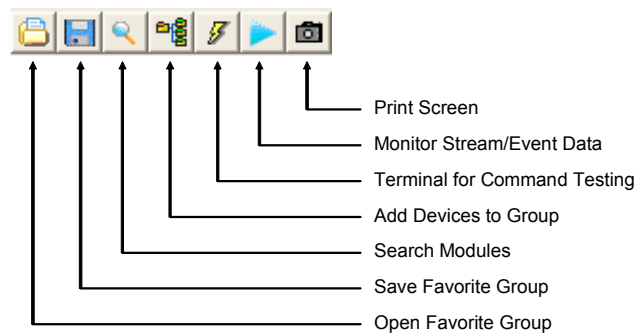 Print Screen
Monitor Stream/Event Data
Terminal for Command Testing
Add Devices to Group
Search Modules
Save Favorite Group
Open Favorite Group